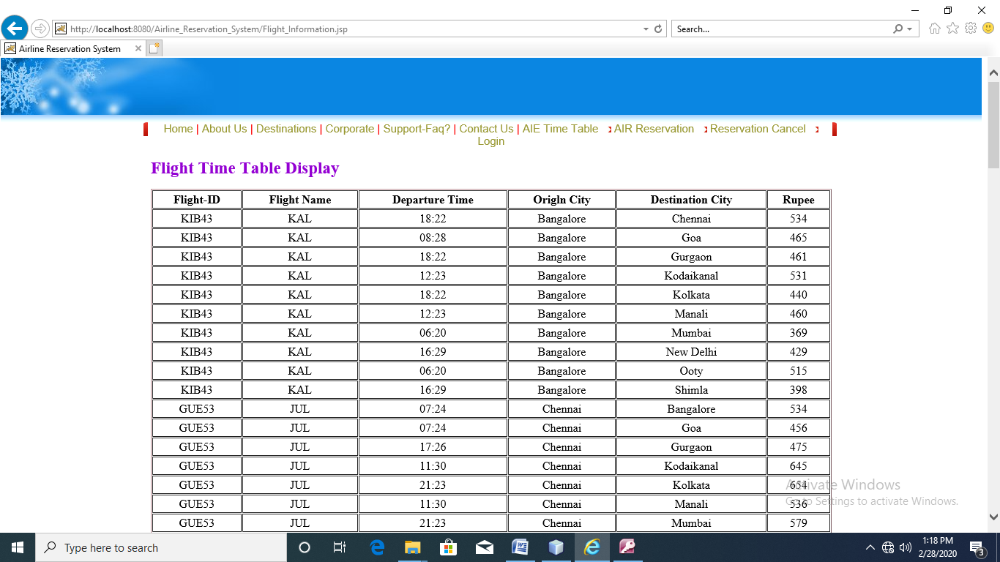 http://localhost:8080/Airline_Reservation_System/Flight_Information.jsp
Search...
Airline Reservation System
Home | About Us | Destinations | Corporate | Support-Faq? | Contact Us | AIE Time Table AIR Reservation Reservation Cancel
Login
Flight Time Table Display
Flight-ID Flight Name Departure Time OrigIn City Destination City Rupee
KIB43 KAL 18:22 Bangalore Chennai 534
KIB43 KAL 08:28 Bangalore Goa 465
KIB43 KAL 18:22 Bangalore Gurgaon 461
KIB43 KAL 12:23 Bangalore Kodaikanal 531
KIB43 KAL 18:22 Bangalore Kolkata 440
KIB43 KAL 12:23 Bangalore Manali 460
KIB43 KAL 06:20 Bangalore Mumbai 369
KIB43 KAL 16:29 Bangalore New Delhi 429
KIB43 KAL 06:20 Bangalore Ooty 515
KIB43 KAL 16:29 Bangalore Shimla 398
GUE53 JUL 07:24 Chennai Bangalore 534
GUE53 JUL 07:24 Chennai Goa 456
GUE53 JUL 17:26 Chennai Gurgaon 475
GUE53 JUL 11:30 Chennai Kodaikanal 645
GUE53 JUL 21:23 Chennai Kolkata 654
GUE53 JUL 11:30 Chennai Manali 536
GUE53 JUL 21:23 Chennai Mumbai 579
Activate Windows
Go to Settings to activate Windows.
Type here to search
1:18 PM
2/28/2020
3